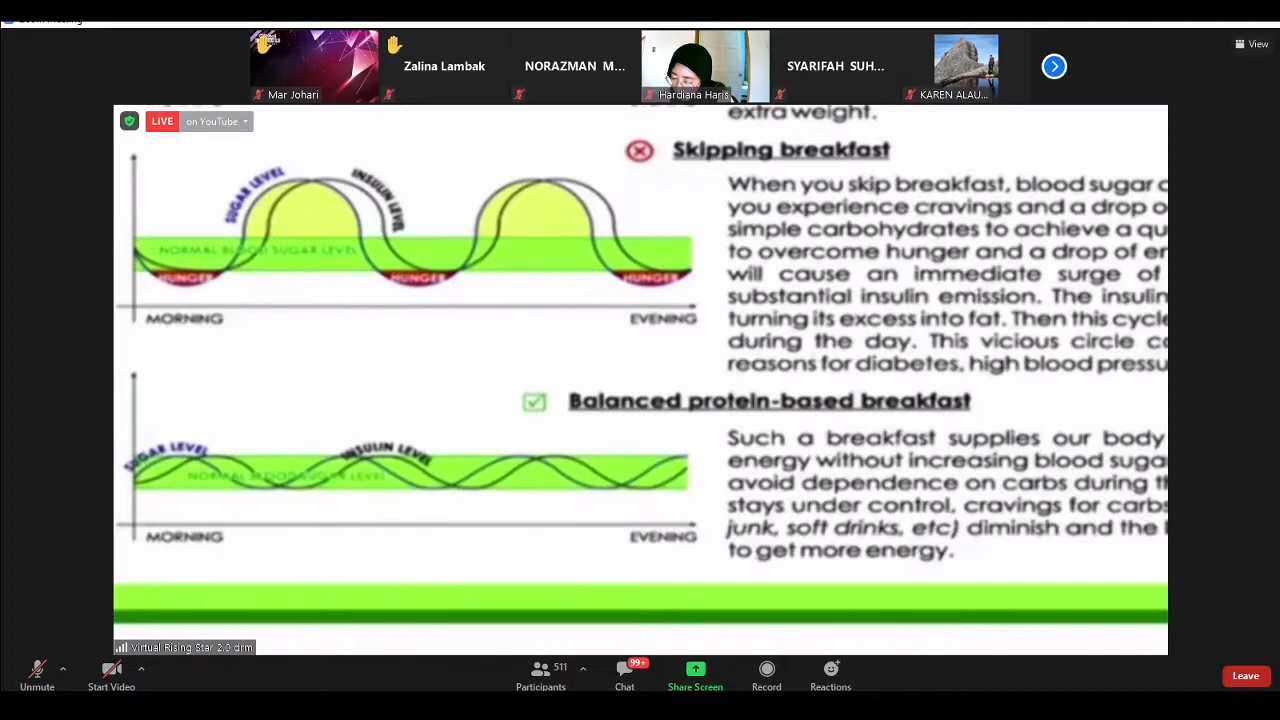 Zoom Meeting
View
Mar Johari
Zalina Lambak
NORAZMAN M...
Hardiana Haris
SYARIFAH SUH...
KAREN ALAU...
LIVE on YouTube
extra weight.
Skipping breakfast
When you skip breakfast, blood sugar
you experience cravings and a drop
simple carbohydrates to achieve a
to overcome hunger and a drop of
will cause an immediate surge of
substantial insulin emission. The
turning its excess into fat. Then this
during the day. This vicious circle
reasons for diabetes, high blood
SUGAR LEVEL
INSULIN LEVEL
NORMAL BLOOD SUGAR LEVEL
HUNGER
HUNGER
HUNGER
MORNING
EVENING
Balanced protein-based breakfast
Such a breakfast supplies our body
energy without increasing blood
avoid dependence on carbs during
stays under control, cravings for
junk, soft drinks, etc) diminish and the
to get more energy.
SUGAR LEVEL
INSULIN LEVEL
NORMAL BLOOD SUGAR LEVEL
MORNING
EVENING
Virtual Rising Star 2.0 drm
Unmute
Start Video
511
Participants
99+
Chat
Share Screen
Record
Reactions
Leave